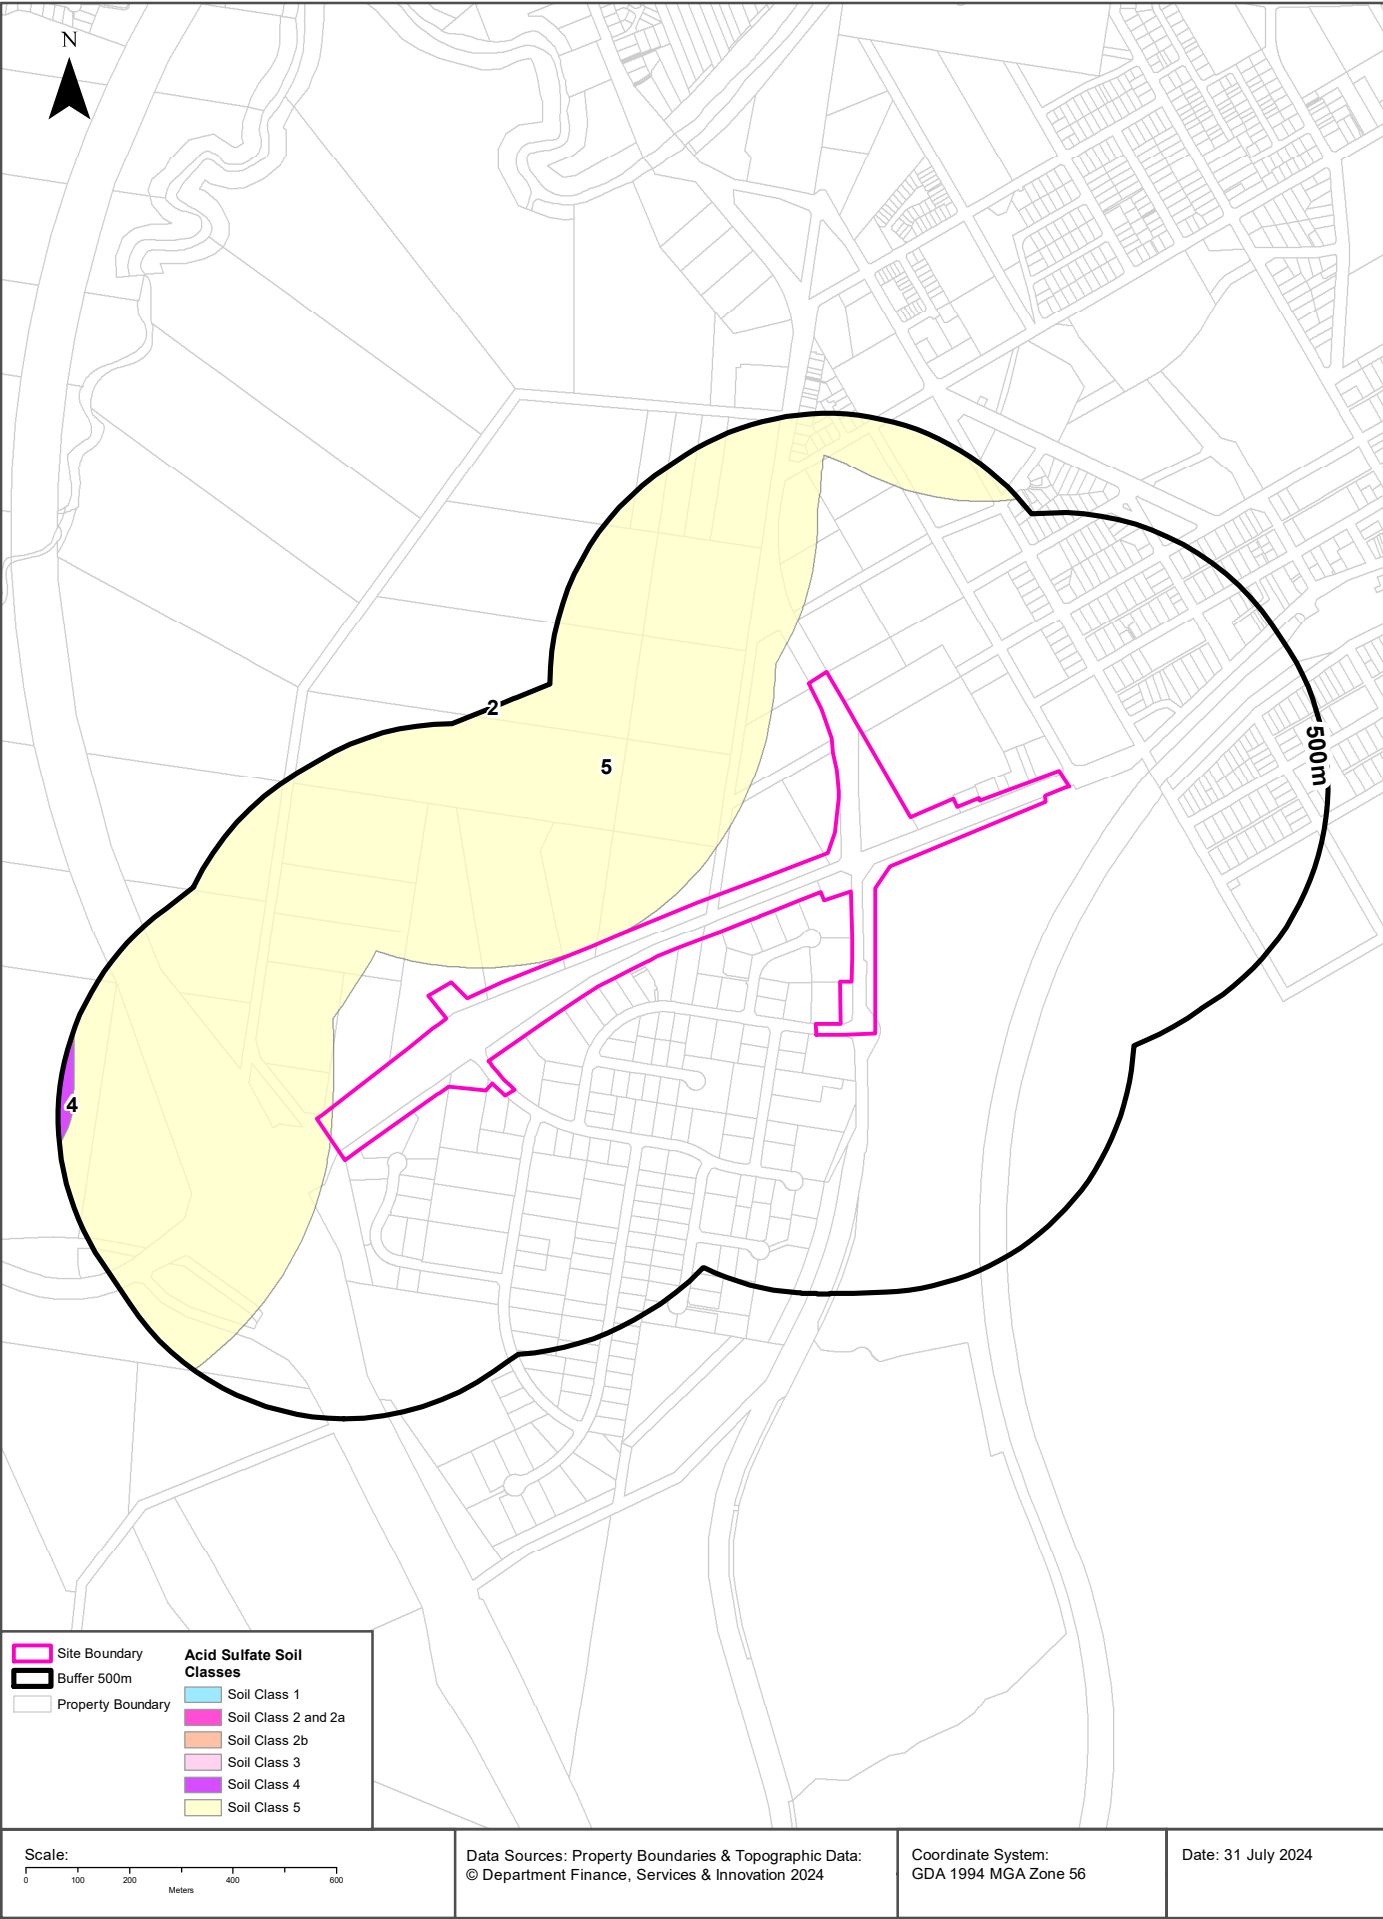 N
2
5
500m
4
Site Boundary
Buffer 500m
Property Boundary
Acid Sulfate Soil
Classes
Soil Class 1
Soil Class 2 and 2a
Soil Class 2b
Soil Class 3
Soil Class 4
Soil Class 5
Scale:
0 100 200 400 600
Meters
Data Sources: Property Boundaries & Topographic Data:
© Department Finance, Services & Innovation 2024
Coordinate System:
GDA 1994 MGA Zone 56
Date: 31 July 2024